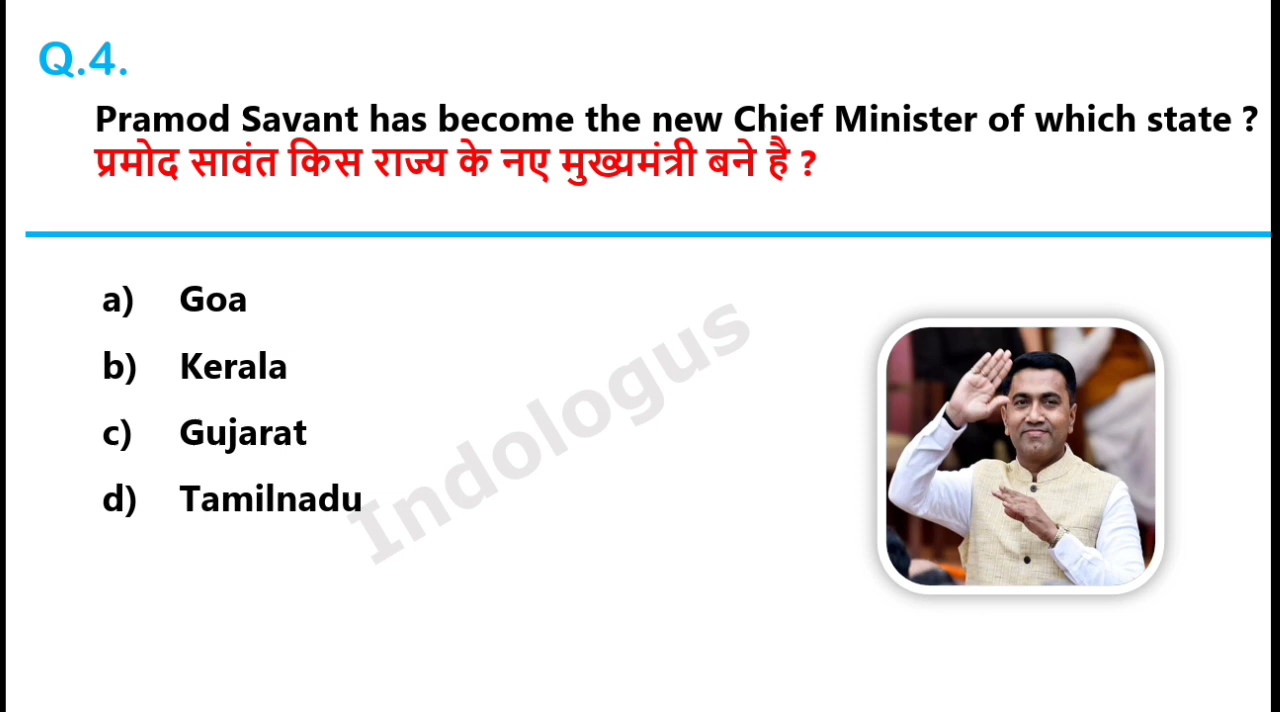 Q.4.
Pramod Savant has become the new Chief Minister of which state ?
प्रमोद सावंत किस राज्य के नए मुख्यमंत्री बने है ?
a) Goa
b) Kerala
c) Gujarat
d) Tamilnadu
Indologus